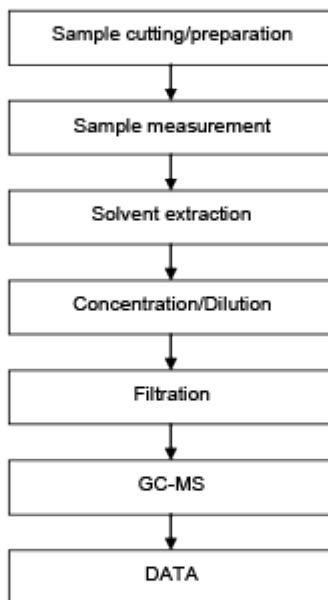 Sample cutting/preparation
Sample measurement
Solvent extraction
Concentration/Dilution
Filtration
GC-MS
DATA